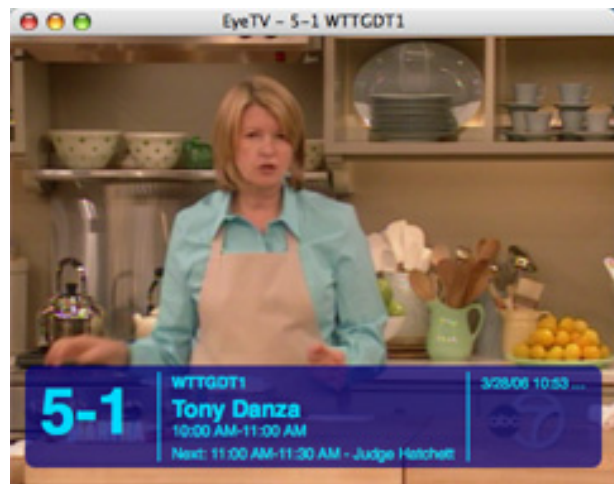 EyeTV – 5-1 WTTGDT1
5-1
WTTGDT1
Tony Danza
10:00 AM-11:00 AM
Next: 11:00 AM-11:30 AM - Judge Hatchett
3/28/06 10:53 ...
abc 7